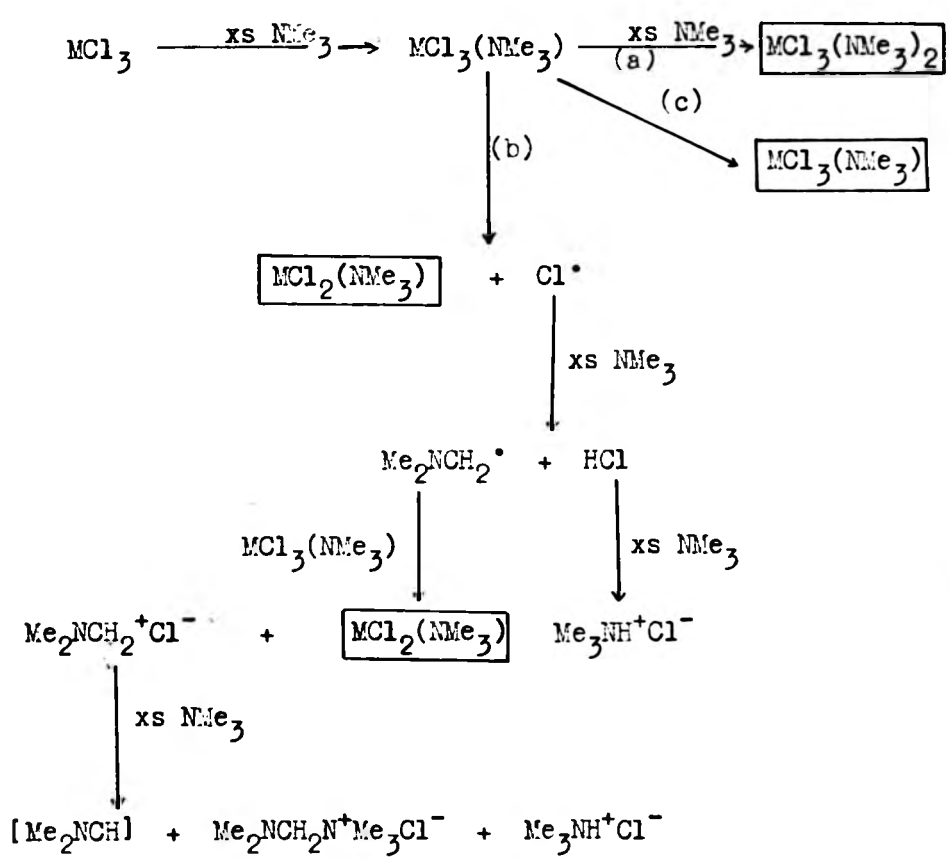 xs NMe3 xs NMe3
MCl3 MCl3(NMe3) MCl3(NMe3)2
(a)
(c)
(b) MCl3(NMe3)
MCl2(NMe3) + Cl•
xs NMe3
Me2NCH2• + HCl
MCl3(NMe3) xs NMe3
Me2NCH2+Cl- + MCl2(NMe3) Me3NH+Cl-
xs NMe3
[Me2NCH] + Me2NCH2N+Me3Cl- + Me3NH+Cl-